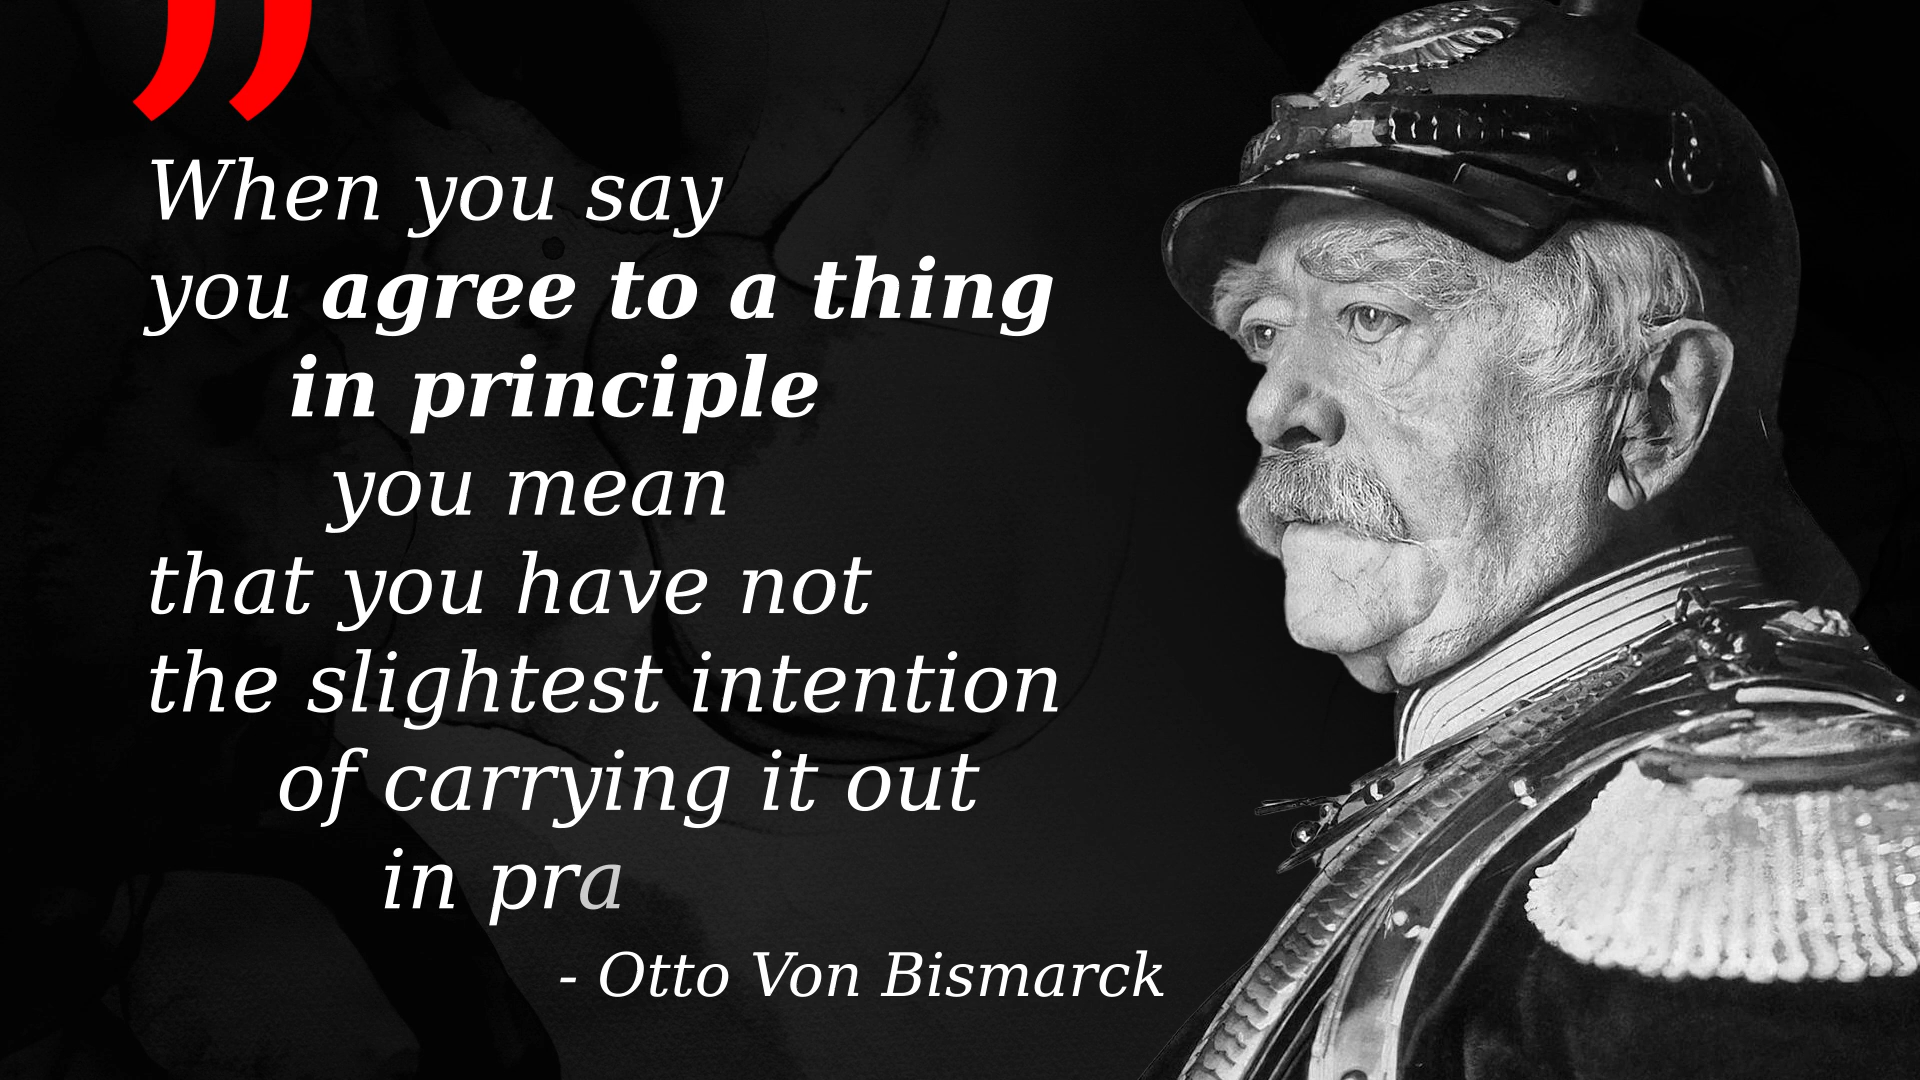 ”
When you say
you agree to a thing
in principle
you mean
that you have not
the slightest intention
of carrying it out
in pra
- Otto Von Bismarck